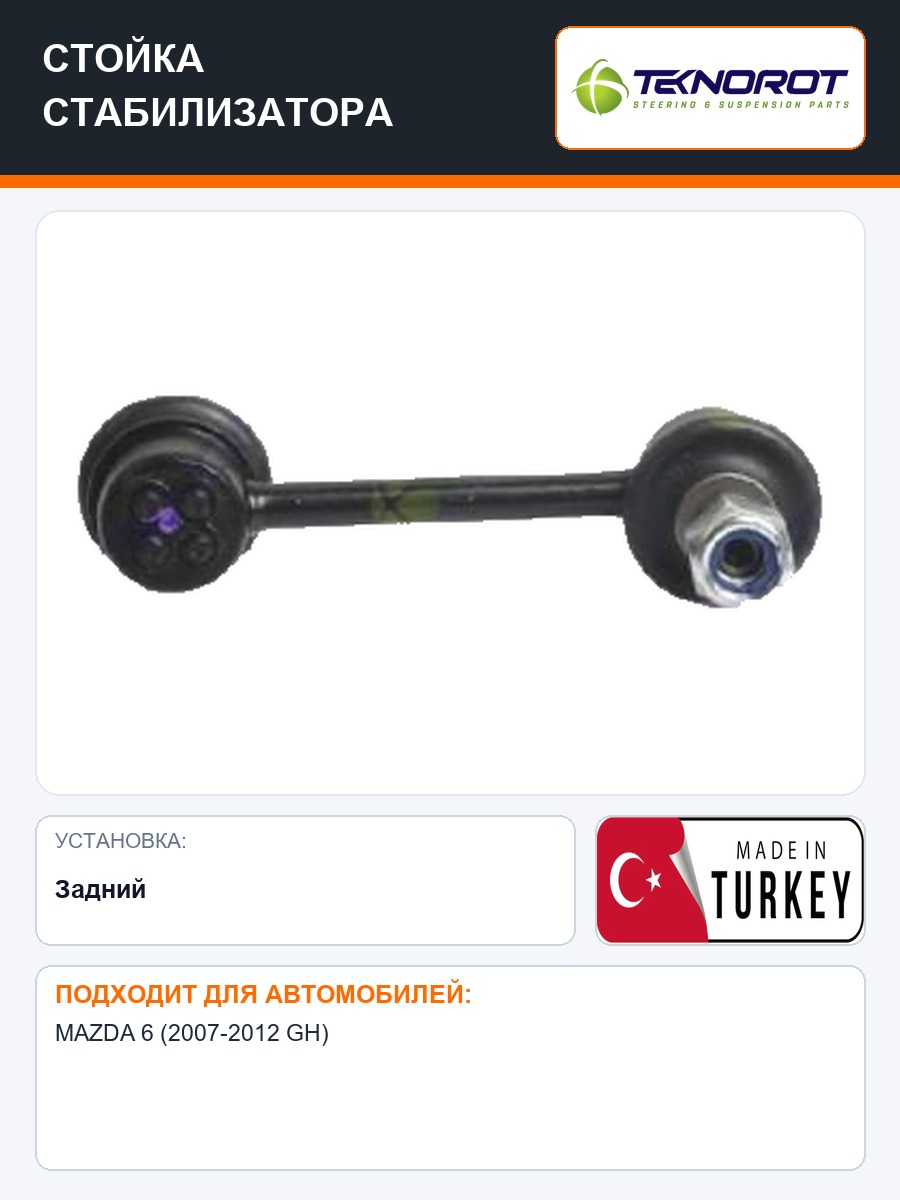 СТОЙКА
СТАБИЛИЗАТОРА
TEKNOROT
STEERING & SUSPENSION PARTS
УСТАНОВКА:
Задний
MADE IN
TURKEY
ПОДХОДИТ ДЛЯ АВТОМОБИЛЕЙ:
MAZDA 6 (2007-2012 GH)